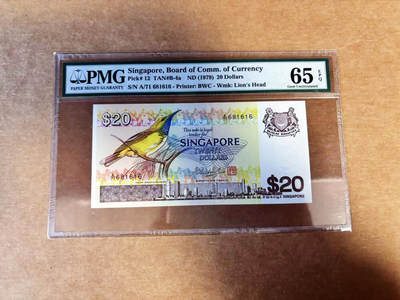 PMG
PAPER MONEY GUARANTY
Singapore, Board of Comm. of Currency
Pick# 12 TAN#B-4a ND (1979) 20 Dollars
S/N A/71 681616 - Printer: BWC - Wmk: Lion's Head
65 EPQ
Gem Uncirculated
$20
This note is legal
tender for
SINGAPORE
TWENTY
DOLLARS
A/71 681616
A/71 681616
$20
SINGAPORE